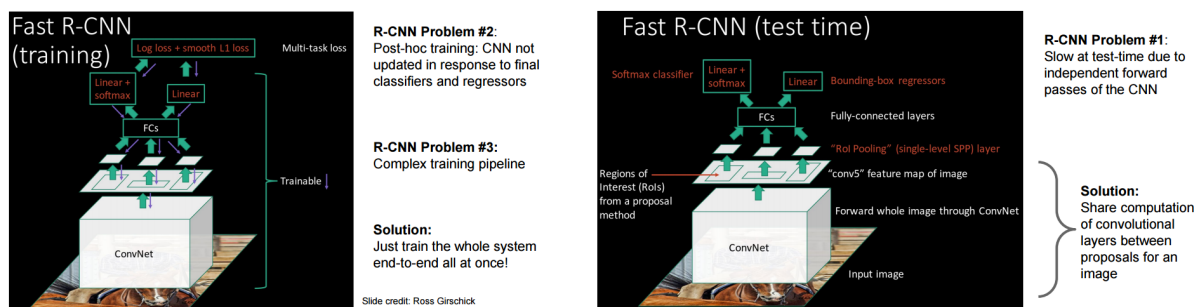 Fast R-CNN
(training)
Log loss + smooth L1 loss
Multi-task loss
Linear +
softmax
Linear
FCs
Trainable
ConvNet
R-CNN Problem #2:
Post-hoc training: CNN not
updated in response to final
classifiers and regressors
R-CNN Problem #3:
Complex training pipeline
Solution:
Just train the whole system
end-to-end all at once!
Slide credit: Ross Girschick
Fast R-CNN (test time)
Softmax classifier
Linear +
softmax
Linear
Bounding-box regressors
FCs
Fully-connected layers
"RoI Pooling" (single-level SPP) layer
Regions of
Interest (RoIs)
from a proposal
method
"conv5" feature map of image
Forward whole image through ConvNet
ConvNet
Input image
R-CNN Problem #1:
Slow at test-time due to
independent forward
passes of the CNN
Solution:
Share computation
of convolutional
layers between
proposals for an
image